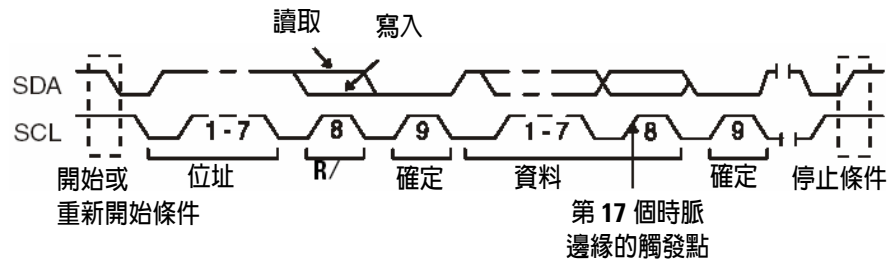 讀取 寫入
SDA
SCL 1 - 7 8 9 1 - 7 8 9
開始或 位址 R/ 確定 資料 確定 停止條件
重新開始條件
第 17 個時脈
邊緣的觸發點